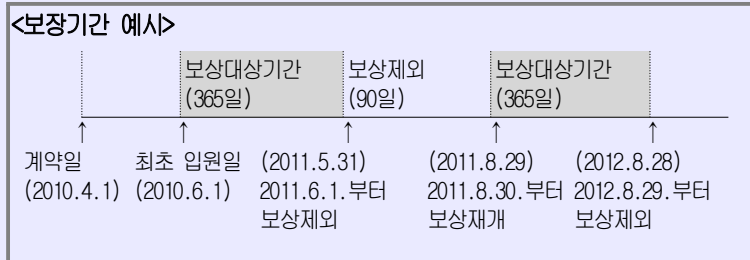 <보장기간 예시>
보상대상기간 보상제외 보상대상기간
(365일) (90일) (365일)
↑ ↑ ↑ ↑ ↑
계약일 최초 입원일 (2011.5.31) (2011.8.29) (2012.8.28)
(2010.4.1) (2010.6.1) 2011.6.1.부터 2011.8.30.부터 2012.8.29.부터
보상제외 보상재개 보상제외